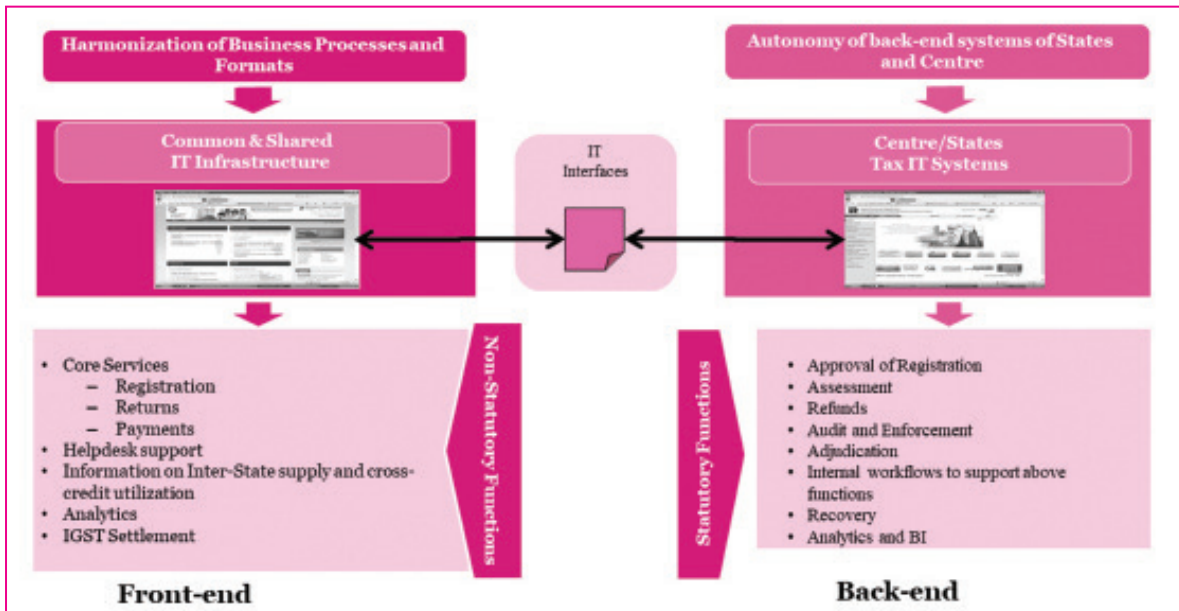 Harmonization of Business Processes and
Formats
Autonomy of back-end systems of States
and Centre
Common & Shared
IT Infrastructure
IT
Interfaces
Centre/States
Tax IT Systems
• Core Services
– Registration
– Returns
– Payments
• Helpdesk support
• Information on Inter-State supply and cross-
credit utilization
• Analytics
• IGST Settlement
Non-Statutory Functions
Statutory Functions
• Approval of Registration
• Assessment
• Refunds
• Audit and Enforcement
• Adjudication
• Internal workflows to support above
functions
• Recovery
• Analytics and BI
Front-end
Back-end